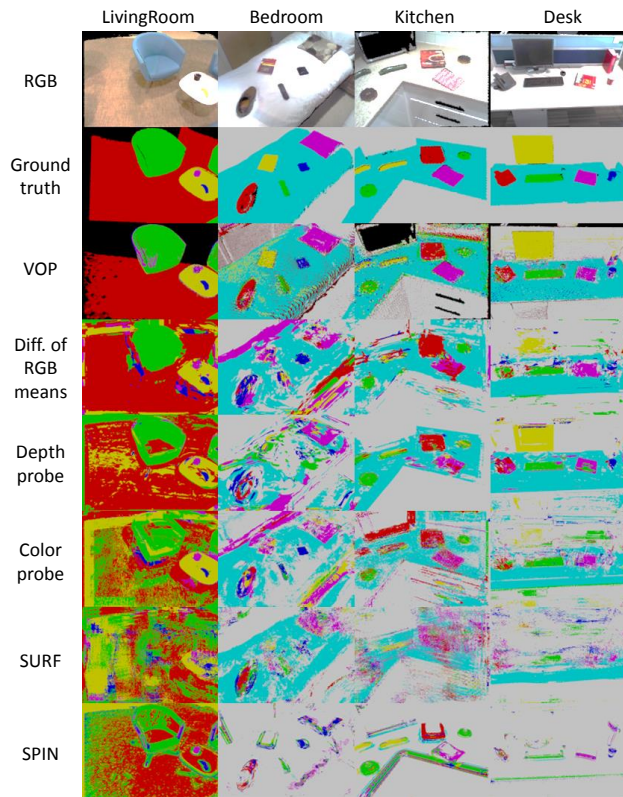 LivingRoom Bedroom Kitchen Desk
RGB
Ground
truth
VOP
Diff. of
RGB
means
Depth
probe
Color
probe
SURF
SPIN